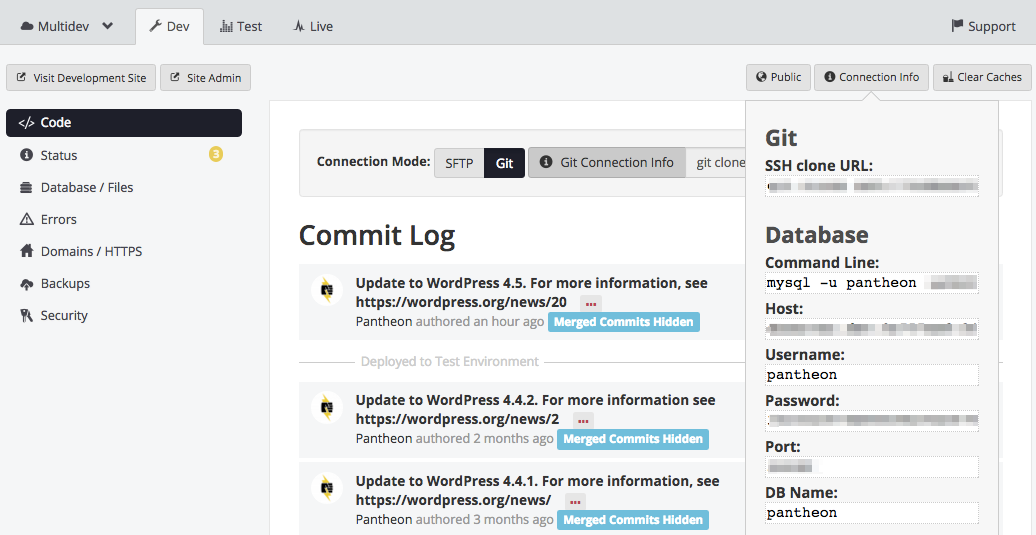 Multidev
Dev
Test
Live
Support
Visit Development Site
Site Admin
Public
Connection Info
Clear Caches
</> Code
Status 3
Database / Files
Errors
Domains / HTTPS
Backups
Security
Connection Mode: SFTP Git Git Connection Info git clone
Commit Log
Update to WordPress 4.5. For more information, see
https://wordpress.org/news/20 ...
Pantheon authored an hour ago Merged Commits Hidden
Deployed to Test Environment
Update to WordPress 4.4.2. For more information see
https://wordpress.org/news/2 ...
Pantheon authored 2 months ago Merged Commits Hidden
Update to WordPress 4.4.1. For more information, see
https://wordpress.org/news/ ...
Pantheon authored 3 months ago Merged Commits Hidden
Git
SSH clone URL:
Database
Command Line:
mysql -u pantheon
Host:
Username:
pantheon
Password:
Port:
DB Name:
pantheon